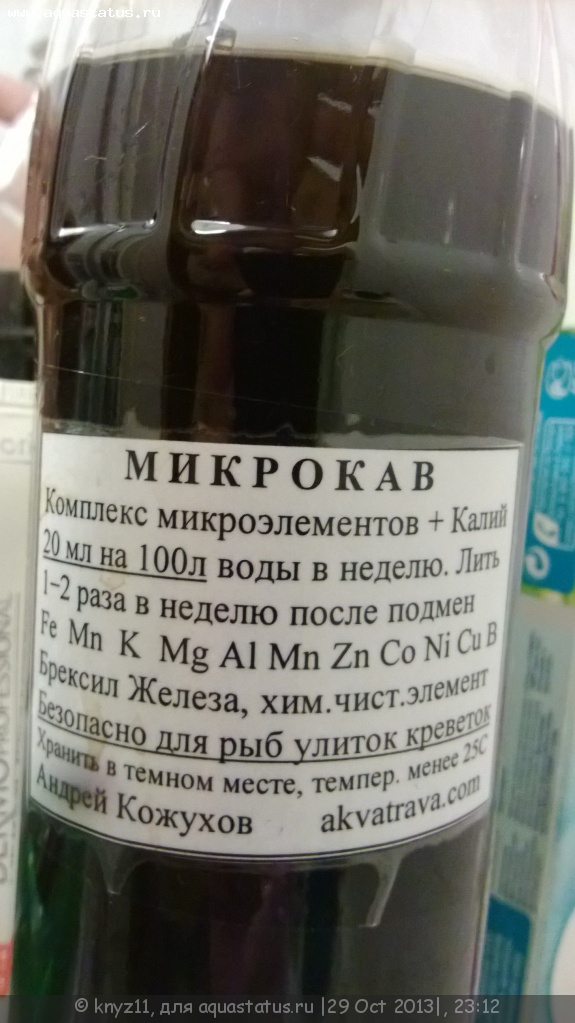 www.aquastatus.ru
МИКРОКАВ
Комплекс микроэлементов + Калий
20 мл на 100л воды в неделю. Лить
1-2 раза в неделю после подмен
Fe Mn K Mg Al Mn Zn Co Ni Cu B
Брексил Железа, хим.чист.элемент
Безопасно для рыб улиток креветок
Хранить в темном месте, темпер. менее 25С
Андрей Кожухов akvatrava.com
PROFESSIONAL
© knyz11, для aquastatus.ru |29 Oct 2013|, 23:12